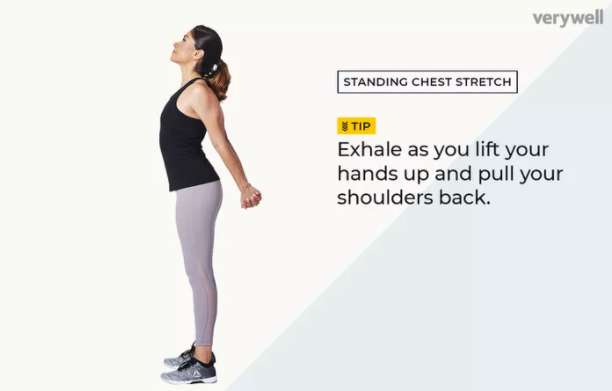 verywell
STANDING CHEST STRETCH
TIP
Exhale as you lift your
hands up and pull your
shoulders back.